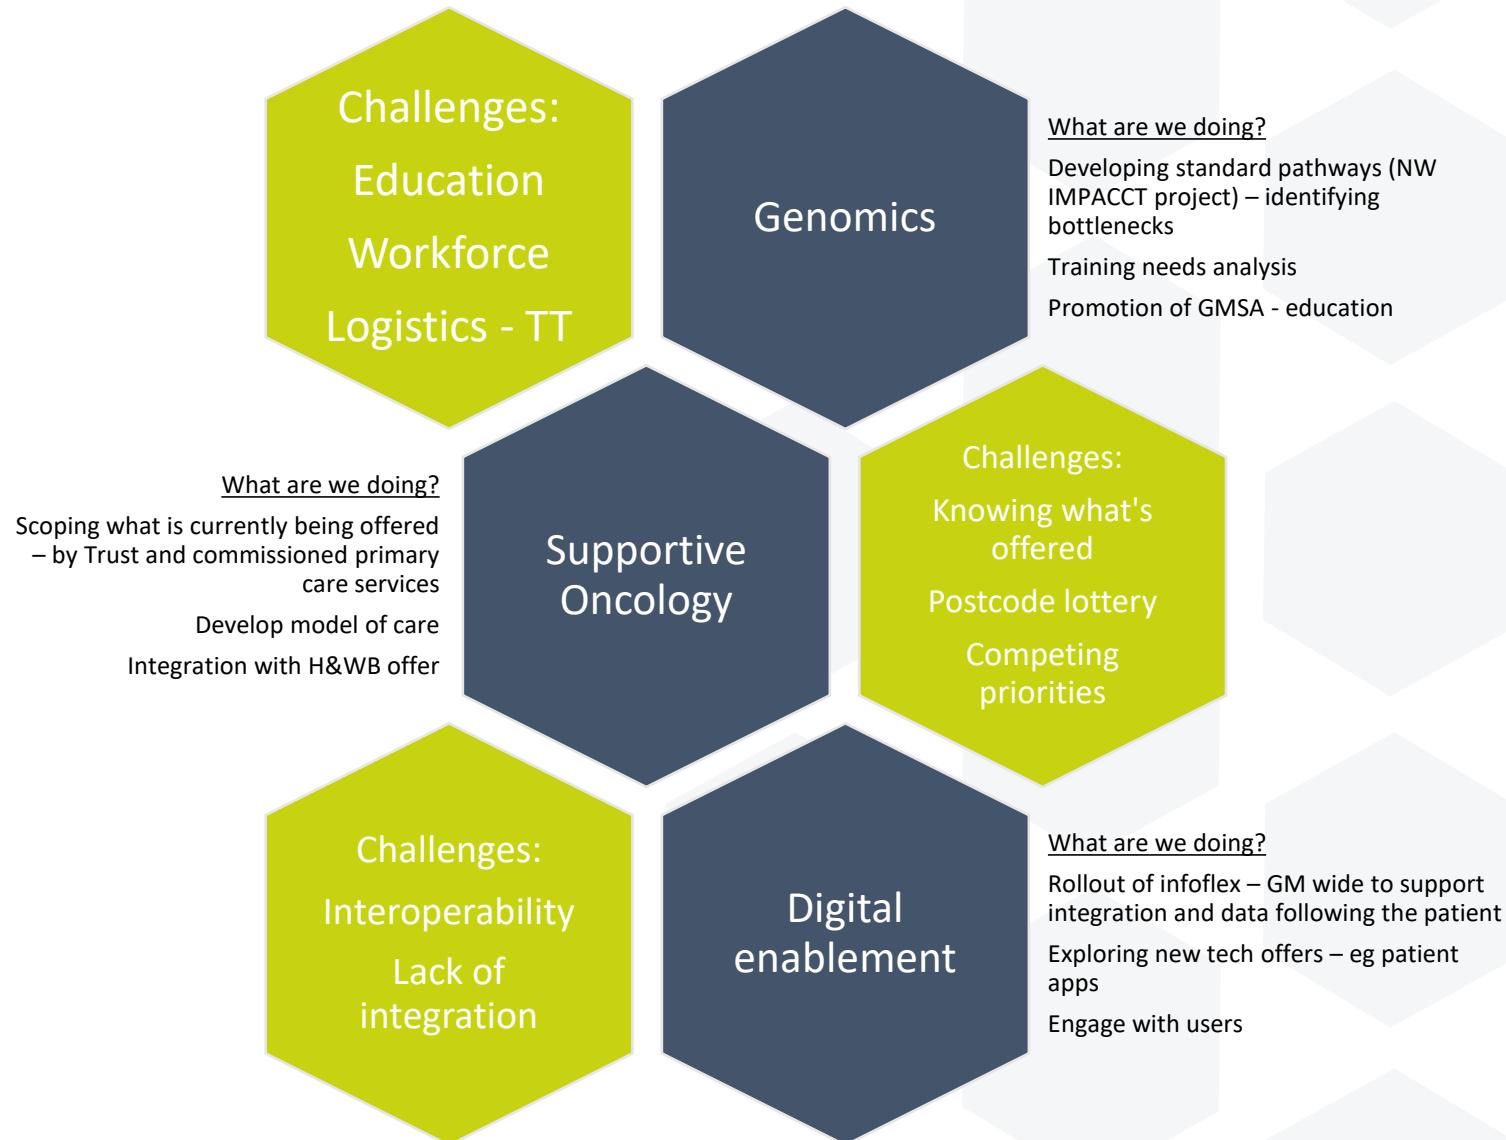 Challenges:
Education
Workforce
Logistics - TT
Genomics
What are we doing?
Developing standard pathways (NW
IMPACCT project) – identifying
bottlenecks
Training needs analysis
Promotion of GMSA - education
What are we doing?
Scoping what is currently being offered
– by Trust and commissioned primary
care services
Develop model of care
Integration with H&WB offer
Supportive
Oncology
Challenges:
Knowing what's
offered
Postcode lottery
Competing
priorities
Challenges:
Interoperability
Lack of
integration
Digital
enablement
What are we doing?
Rollout of infoflex – GM wide to support
integration and data following the patient
Exploring new tech offers – eg patient
apps
Engage with users